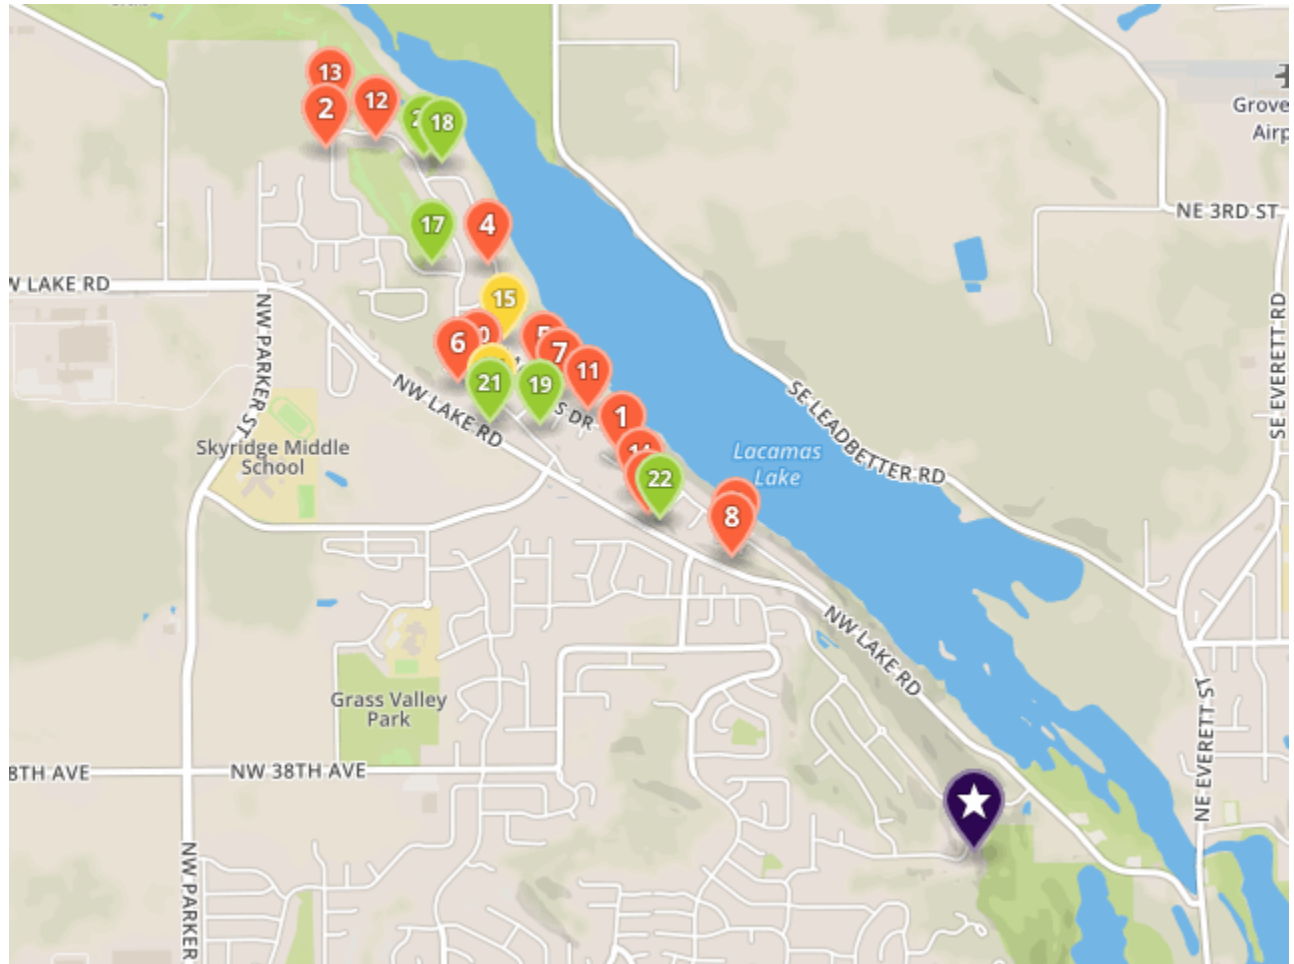 13
2
12
18
Grove
Airp
NE 3RD ST
17
4
W LAKE RD
15
NW PARKER ST
6
7
11
21
19
S DR
1
NW LAKE RD
SE EVERETT RD
SE LEADBETTER RD
Skyridge Middle
School
Lacamas
Lake
22
8
NW LAKE RD
Grass Valley
Park
NE EVERETT ST
8TH AVE
NW 38TH AVE
NW PARKER